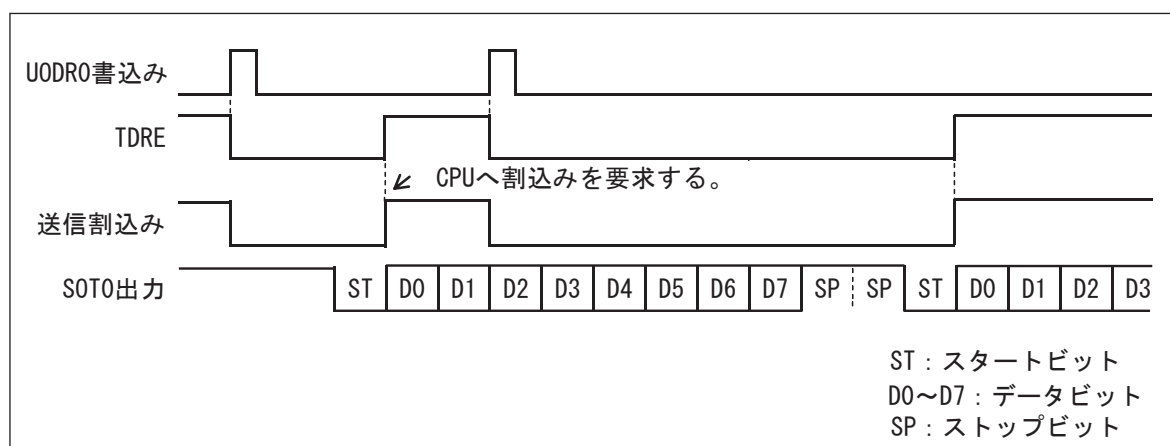 UODR0書込み
TDRE
CPUへ割込みを要求する。
送信割込み
SOT0出力
ST D0 D1 D2 D3 D4 D5 D6 D7 SP SP ST D0 D1 D2 D3
ST：スタートビット
D0～D7：データビット
SP：ストップビット